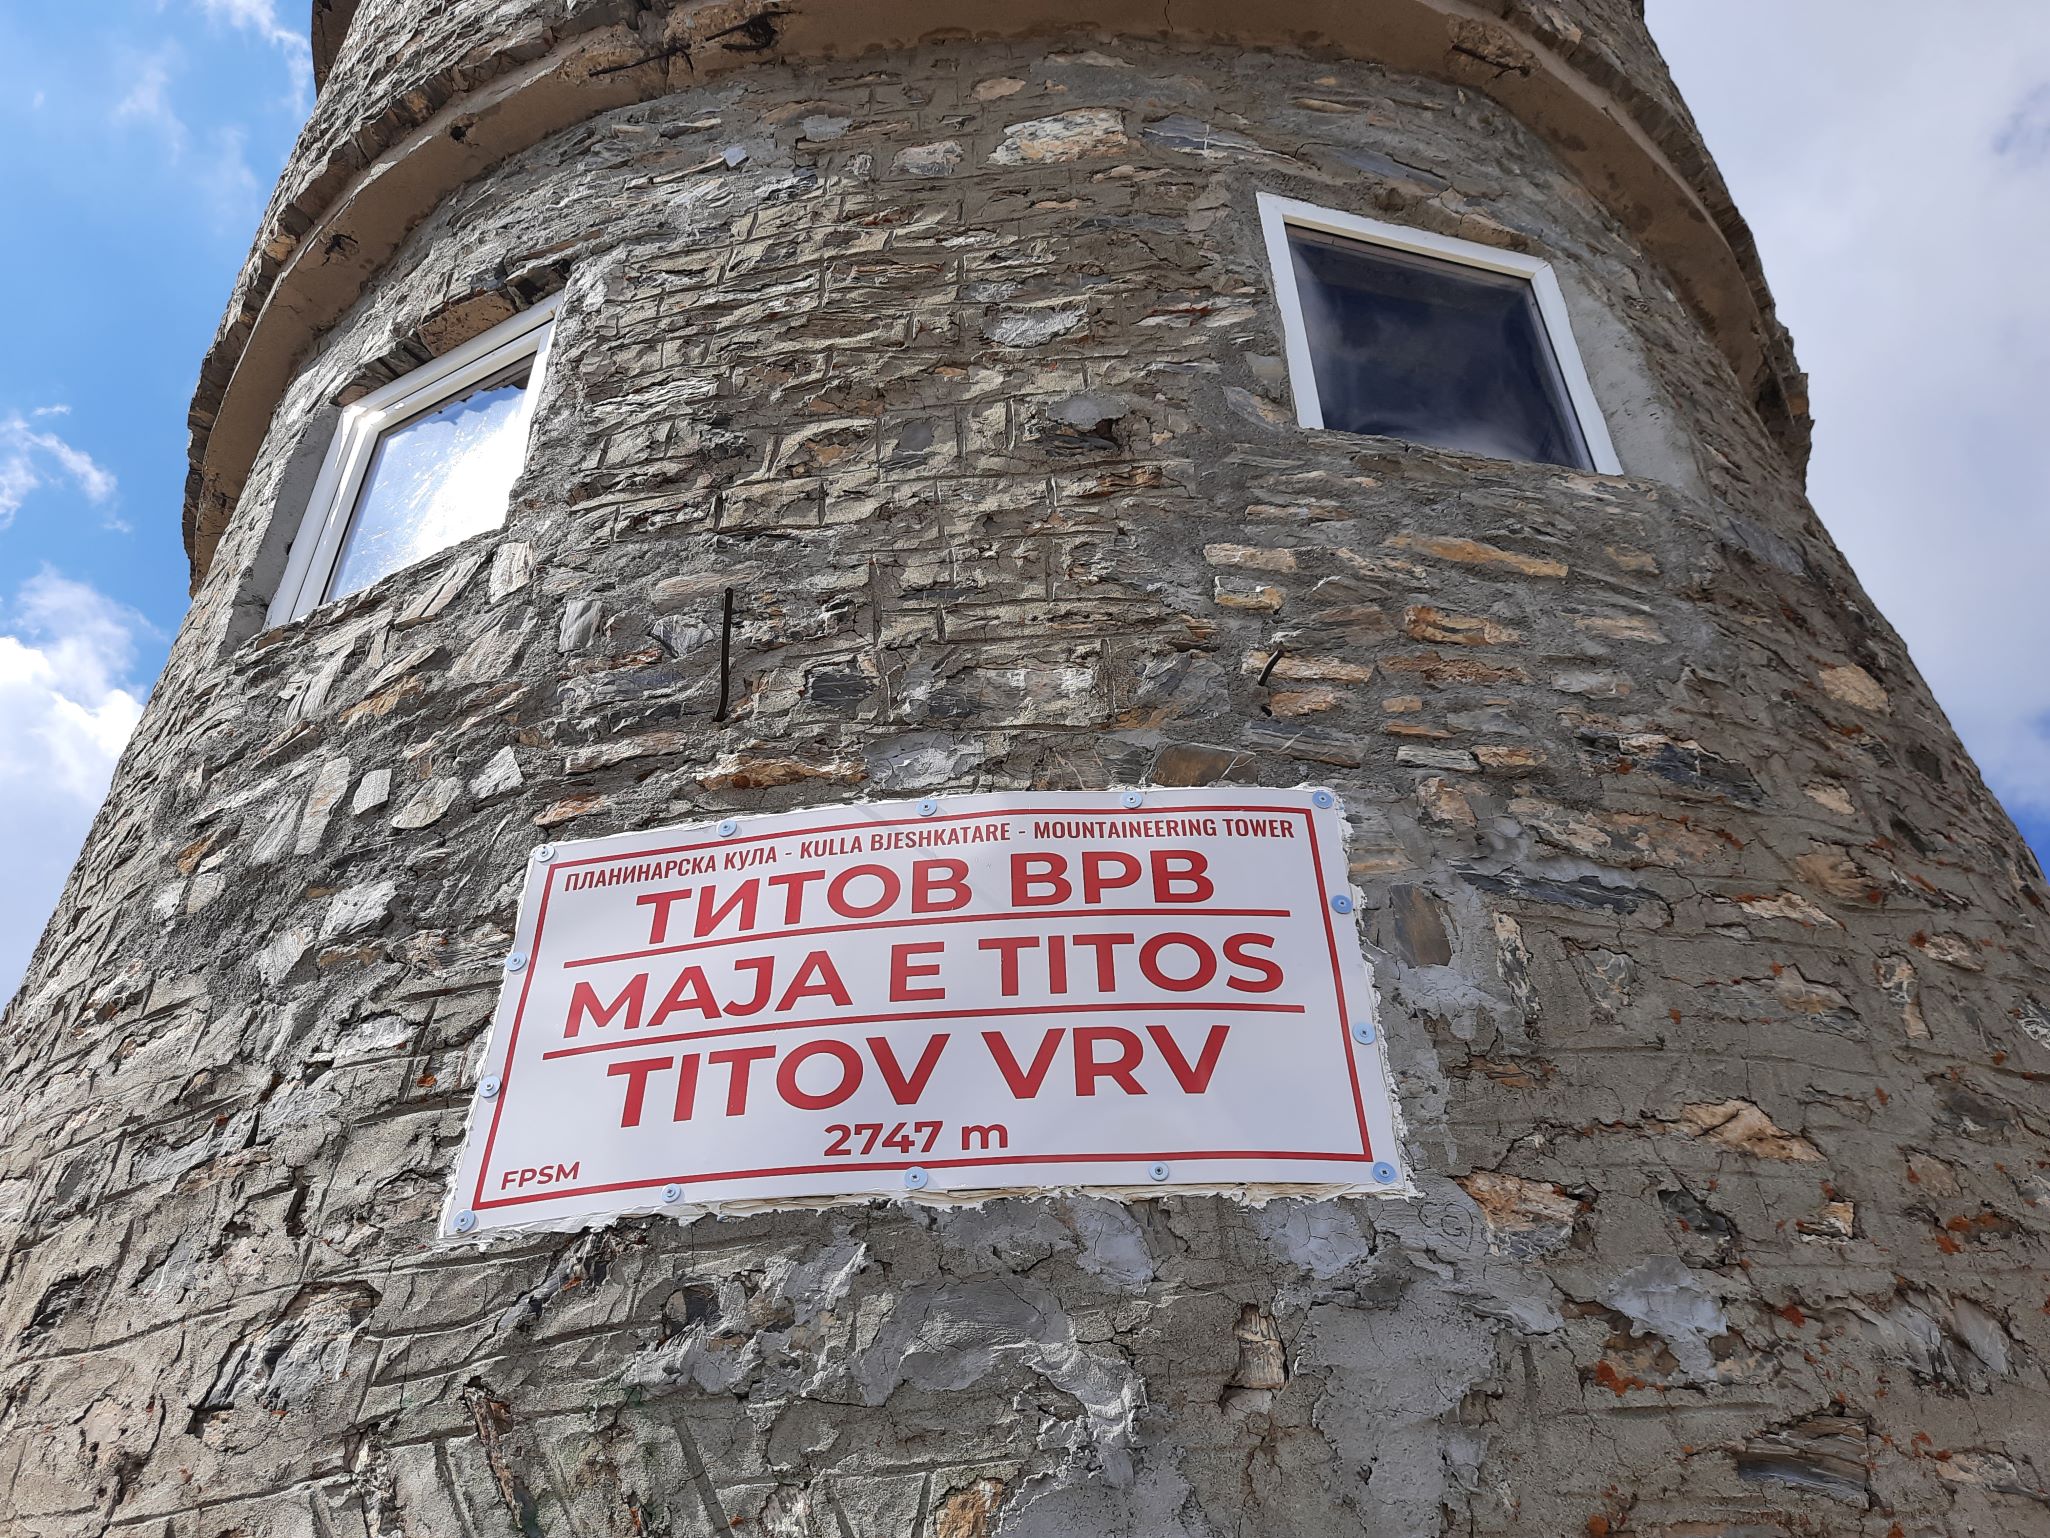 ПЛАНИНАРСКА КУЛА - KULLA BJESHKATARE - MOUNTAINEERING TOWER
ТИТОВ ВРВ
MAJA E TITOS
TITOV VRV
2747 m
FPSM